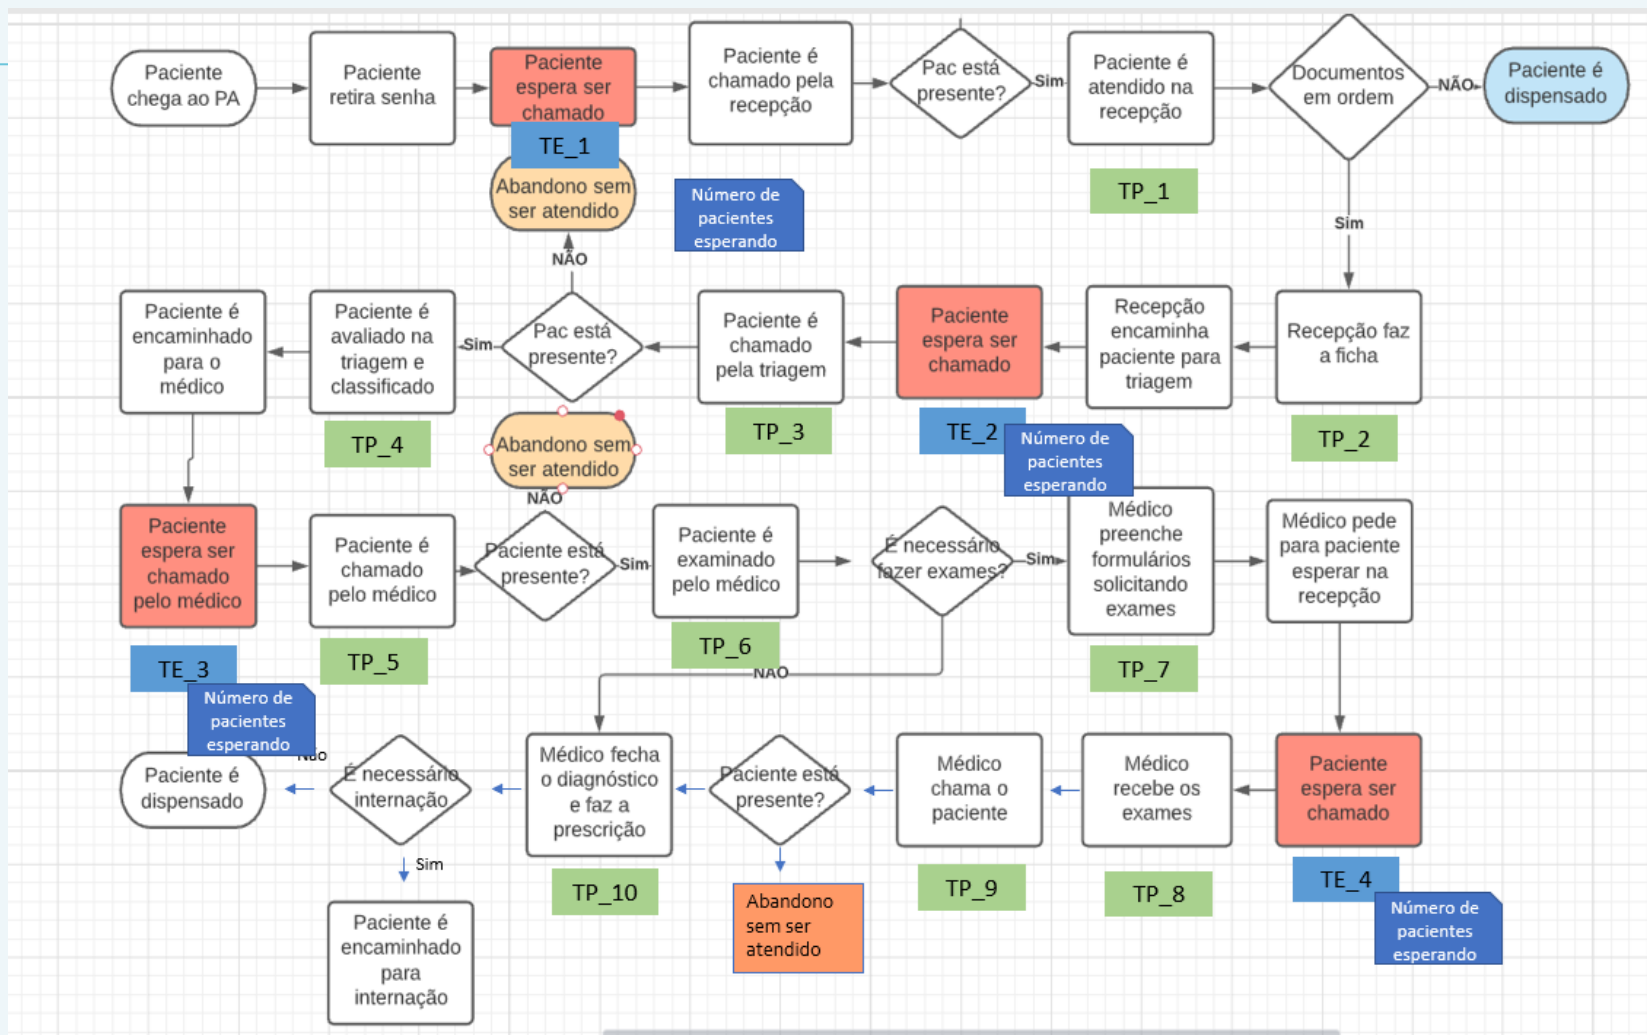 Paciente
chega ao PA
Paciente
retira senha
Paciente
espera ser
chamado
TE_1
Paciente é
chamado pela
recepção
Pac está
presente?
Sim
Paciente é
atendido na
recepção
TP_1
Documentos
em ordem
NÃO
Paciente é
dispensado
Abandono sem
ser atendido
NÃO
Número de
pacientes
esperando
Sim
Paciente é
encaminhado
para o
médico
Paciente é
avaliado na
triagem e
classificado
TP_4
Sim
Pac está
presente?
Paciente é
chamado
pela triagem
TP_3
Paciente
espera ser
chamado
TE_2
Número de
pacientes
esperando
Recepção
encaminha
paciente para
triagem
Recepção faz
a ficha
TP_2
Abandono sem
ser atendido
NÃO
Paciente
espera ser
chamado
pelo médico
TE_3
Número de
pacientes
esperando
Paciente é
chamado
pelo médico
TP_5
Paciente está
presente?
Sim
Paciente é
examinado
pelo médico
TP_6
É necessário
fazer exames?
Sim
NÃO
Médico
preenche
formulários
solicitando
exames
TP_7
Médico pede
para paciente
esperar na
recepção
Paciente é
dispensado
Não
É necessário
internação
Sim
Paciente é
encaminhado
para
internação
Médico fecha
o diagnóstico
e faz a
prescrição
TP_10
Paciente está
presente?
Abandono
sem ser
atendido
Médico
chama o
paciente
TP_9
Médico
recebe os
exames
TP_8
Paciente
espera ser
chamado
TE_4
Número de
pacientes
esperando